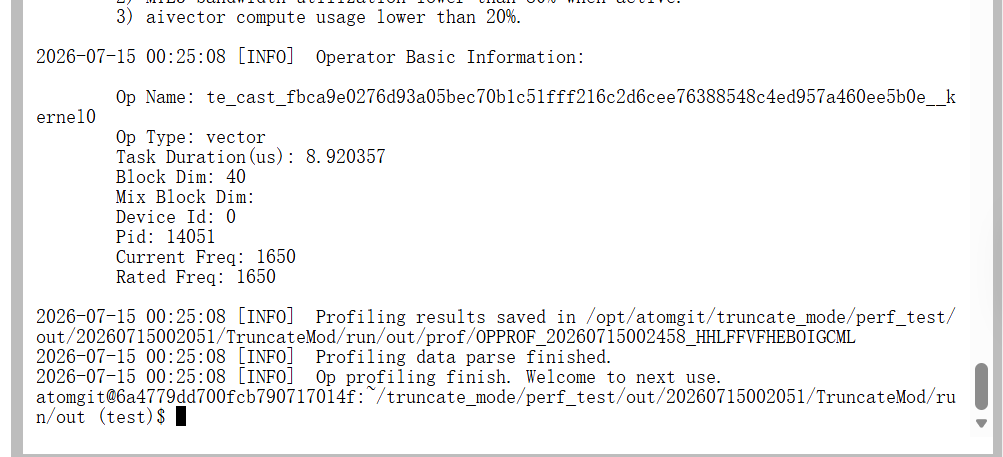 3) aivector compute usage lower than 20%.
2026-07-15 00:25:08 [INFO]  Operator Basic Information:
Op Name: te_cast_fbca9e0276d93a05bec70b1c51fff216c2d6cee76388548c4ed957a460ee5b0e__k
ernel0
Op Type: vector
Task Duration(us): 8.920357
Block Dim: 40
Mix Block Dim:
Device Id: 0
Pid: 14051
Current Freq: 1650
Rated Freq: 1650
2026-07-15 00:25:08 [INFO]  Profiling results saved in /opt/atomgit/truncate_mode/perf_test/
out/20260715002051/TruncateMod/run/out/prof/OPPROF_20260715002458_HHLFFVFHEBOIGCML
2026-07-15 00:25:08 [INFO]  Profiling data parse finished.
2026-07-15 00:25:08 [INFO]  Op profiling finish. Welcome to next use.
atomgit@6a4779dd700fcb790717014f:~/truncate_mode/perf_test/out/20260715002051/TruncateMod/ru
n/out (test)$